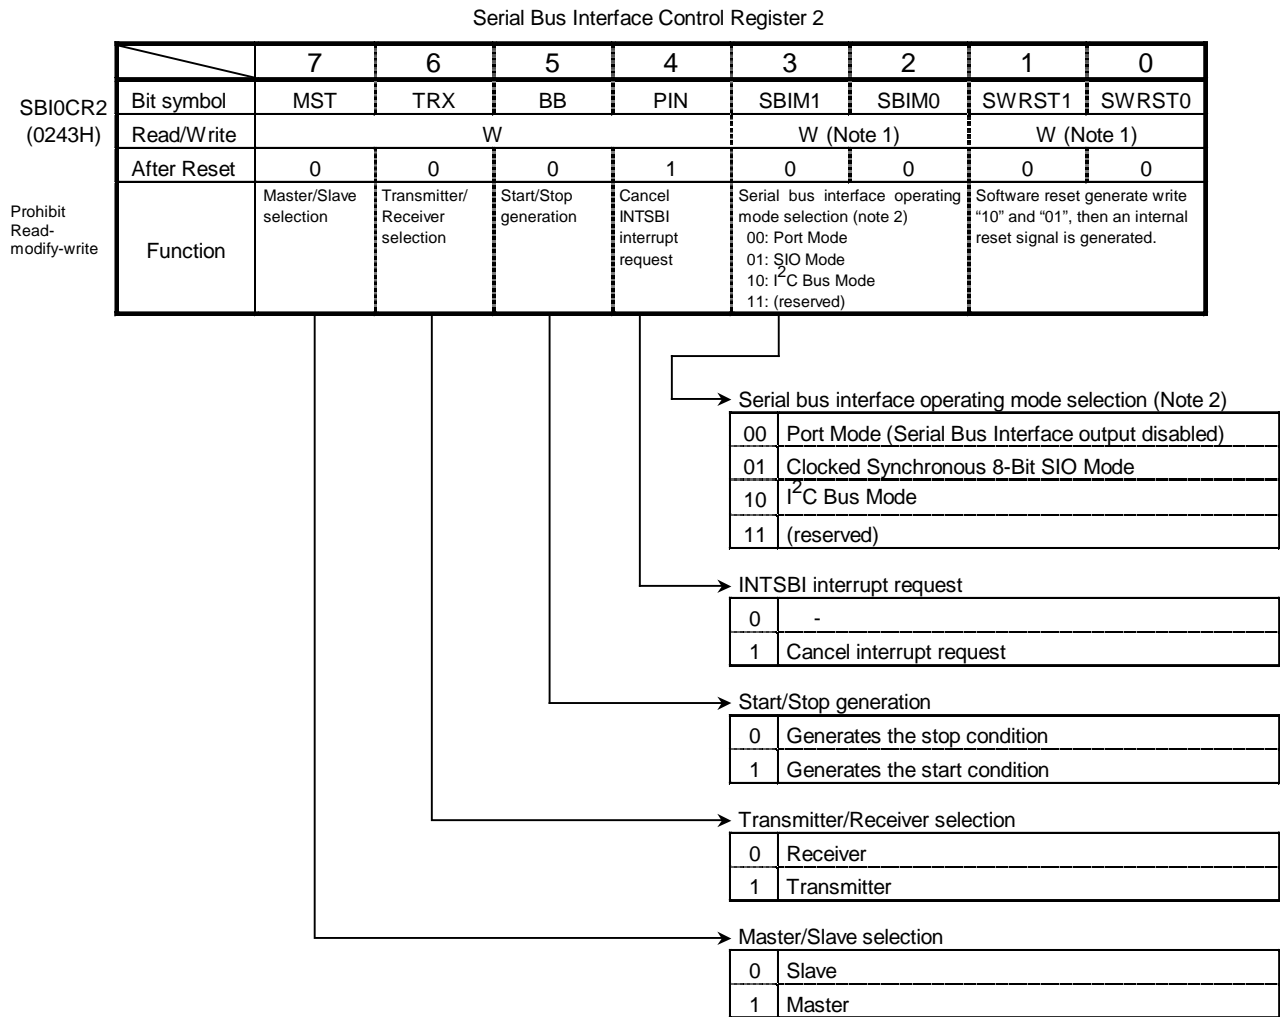 Serial Bus Interface Control Register 2
7 6 5 4 3 2 1 0
SBI0CR2
(0243H)
Bit symbol MST TRX BB PIN SBIM1 SBIM0 SWRST1 SWRST0
Read/Write W W (Note 1) W (Note 1)
After Reset 0 0 0 1 0 0 0 0
Prohibit
Read-
modify-write
Function
Master/Slave
selection
Transmitter/
Receiver
selection
Start/Stop
generation
Cancel
INTSBI
interrupt
request
Serial bus interface operating
mode selection (note 2)
00: Port Mode
01: SIO Mode
10: I2C Bus Mode
11: (reserved)
Software reset generate write
“10” and “01”, then an internal
reset signal is generated.
Serial bus interface operating mode selection (Note 2)
00 Port Mode (Serial Bus Interface output disabled)
01 Clocked Synchronous 8-Bit SIO Mode
10 I2C Bus Mode
11 (reserved)
INTSBI interrupt request
0 -
1 Cancel interrupt request
Start/Stop generation
0 Generates the stop condition
1 Generates the start condition
Transmitter/Receiver selection
0 Receiver
1 Transmitter
Master/Slave selection
0 Slave
1 Master